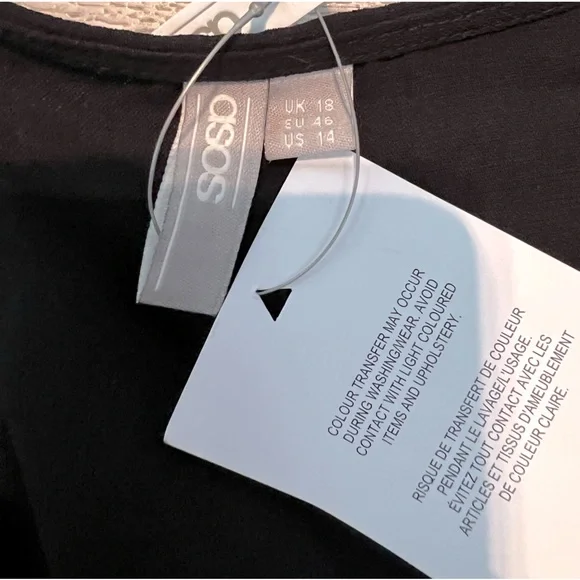 asos
UK 18
EU 46
US 14
COLOUR TRANSFER MAY OCCUR
DURING WASHING/WEAR. AVOID
CONTACT WITH LIGHT COLOURED
ITEMS AND UPHOLSTERY.
RISQUE DE TRANSFERT DE COULEUR
PENDANT LE LAVAGE/L'USAGE.
ÉVITEZ TOUT CONTACT AVEC LES
ARTICLES ET TISSUS D'AMEUBLEMENT
DE COULEUR CLAIRE.